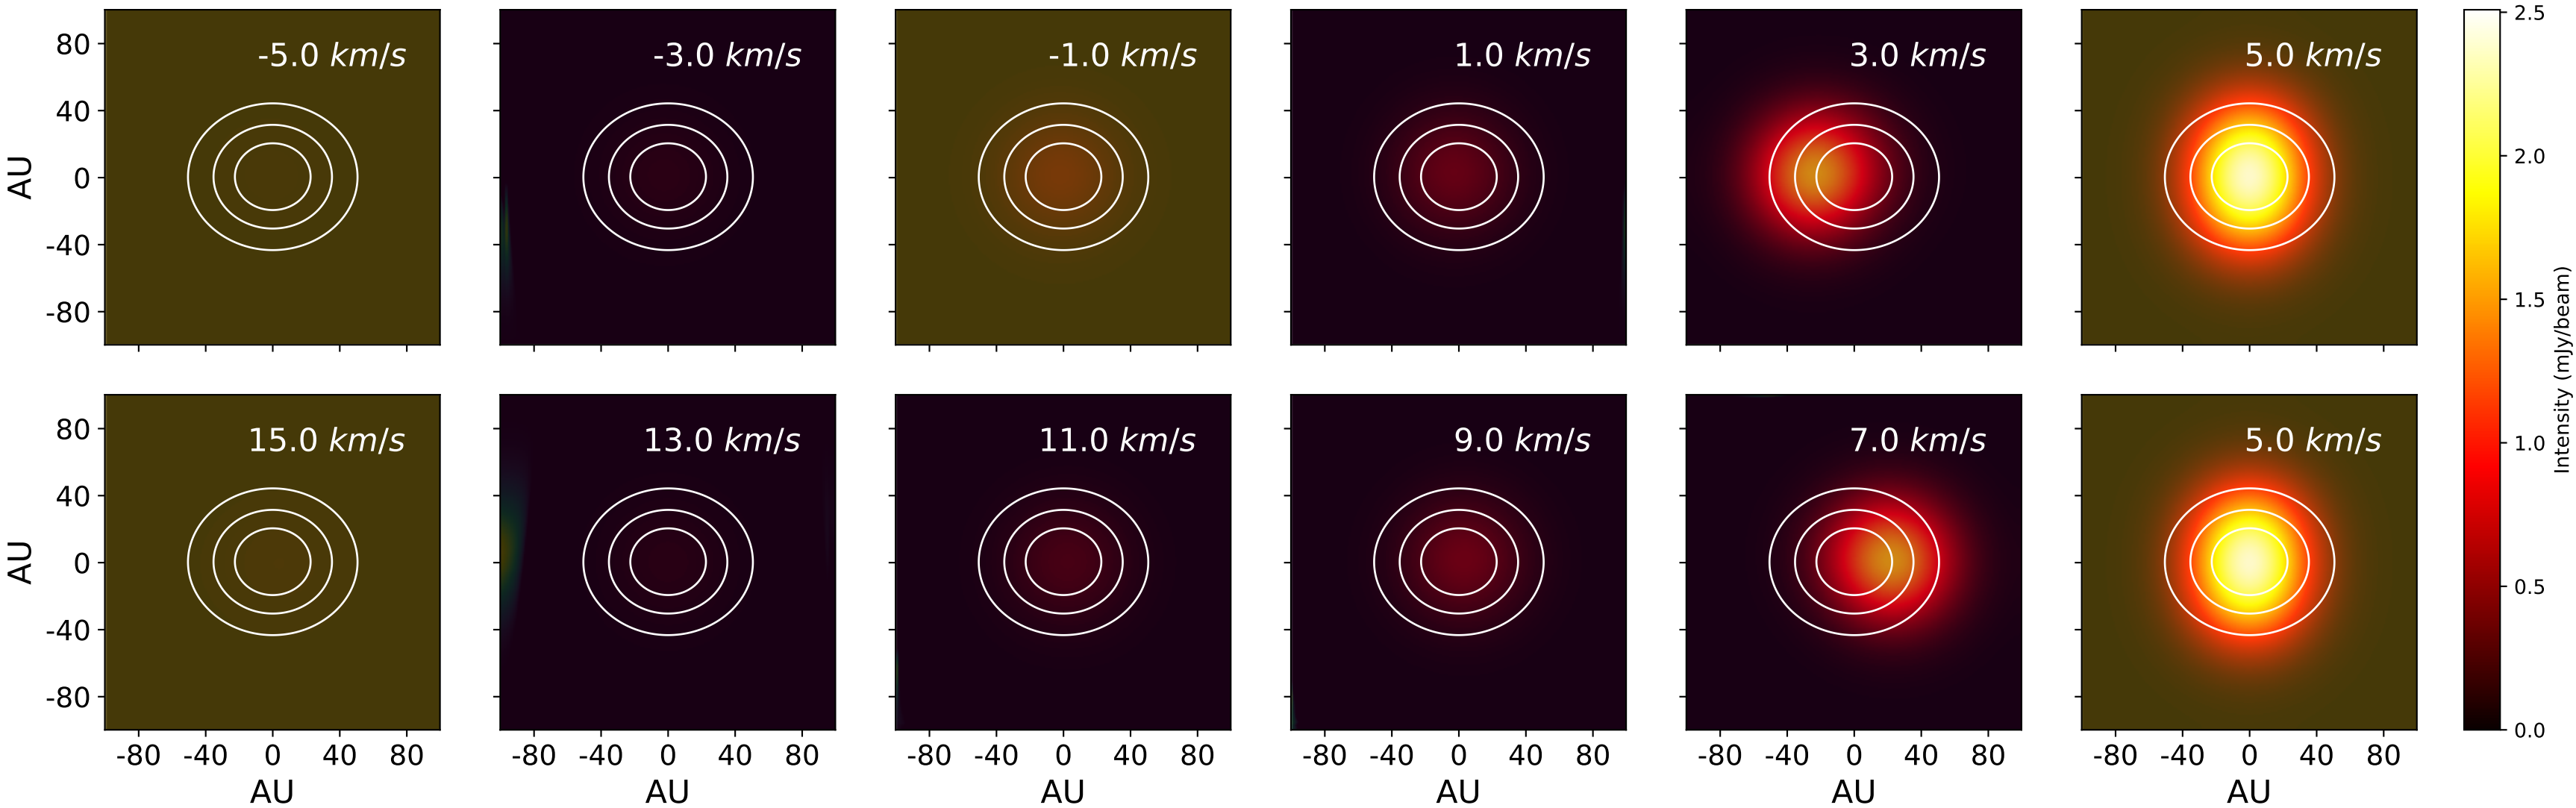 -5.0 km/s
-3.0 km/s
-1.0 km/s
1.0 km/s
3.0 km/s
5.0 km/s
80
40
0
-40
-80
AU
15.0 km/s
13.0 km/s
11.0 km/s
9.0 km/s
7.0 km/s
5.0 km/s
80
40
0
-40
-80
AU
-80 -40 0 40 80
-80 -40 0 40 80
-80 -40 0 40 80
-80 -40 0 40 80
-80 -40 0 40 80
-80 -40 0 40 80
AU
AU
AU
AU
AU
AU
2.5
2.0
1.5
1.0
0.5
0.0
Intensity (mJy/beam)